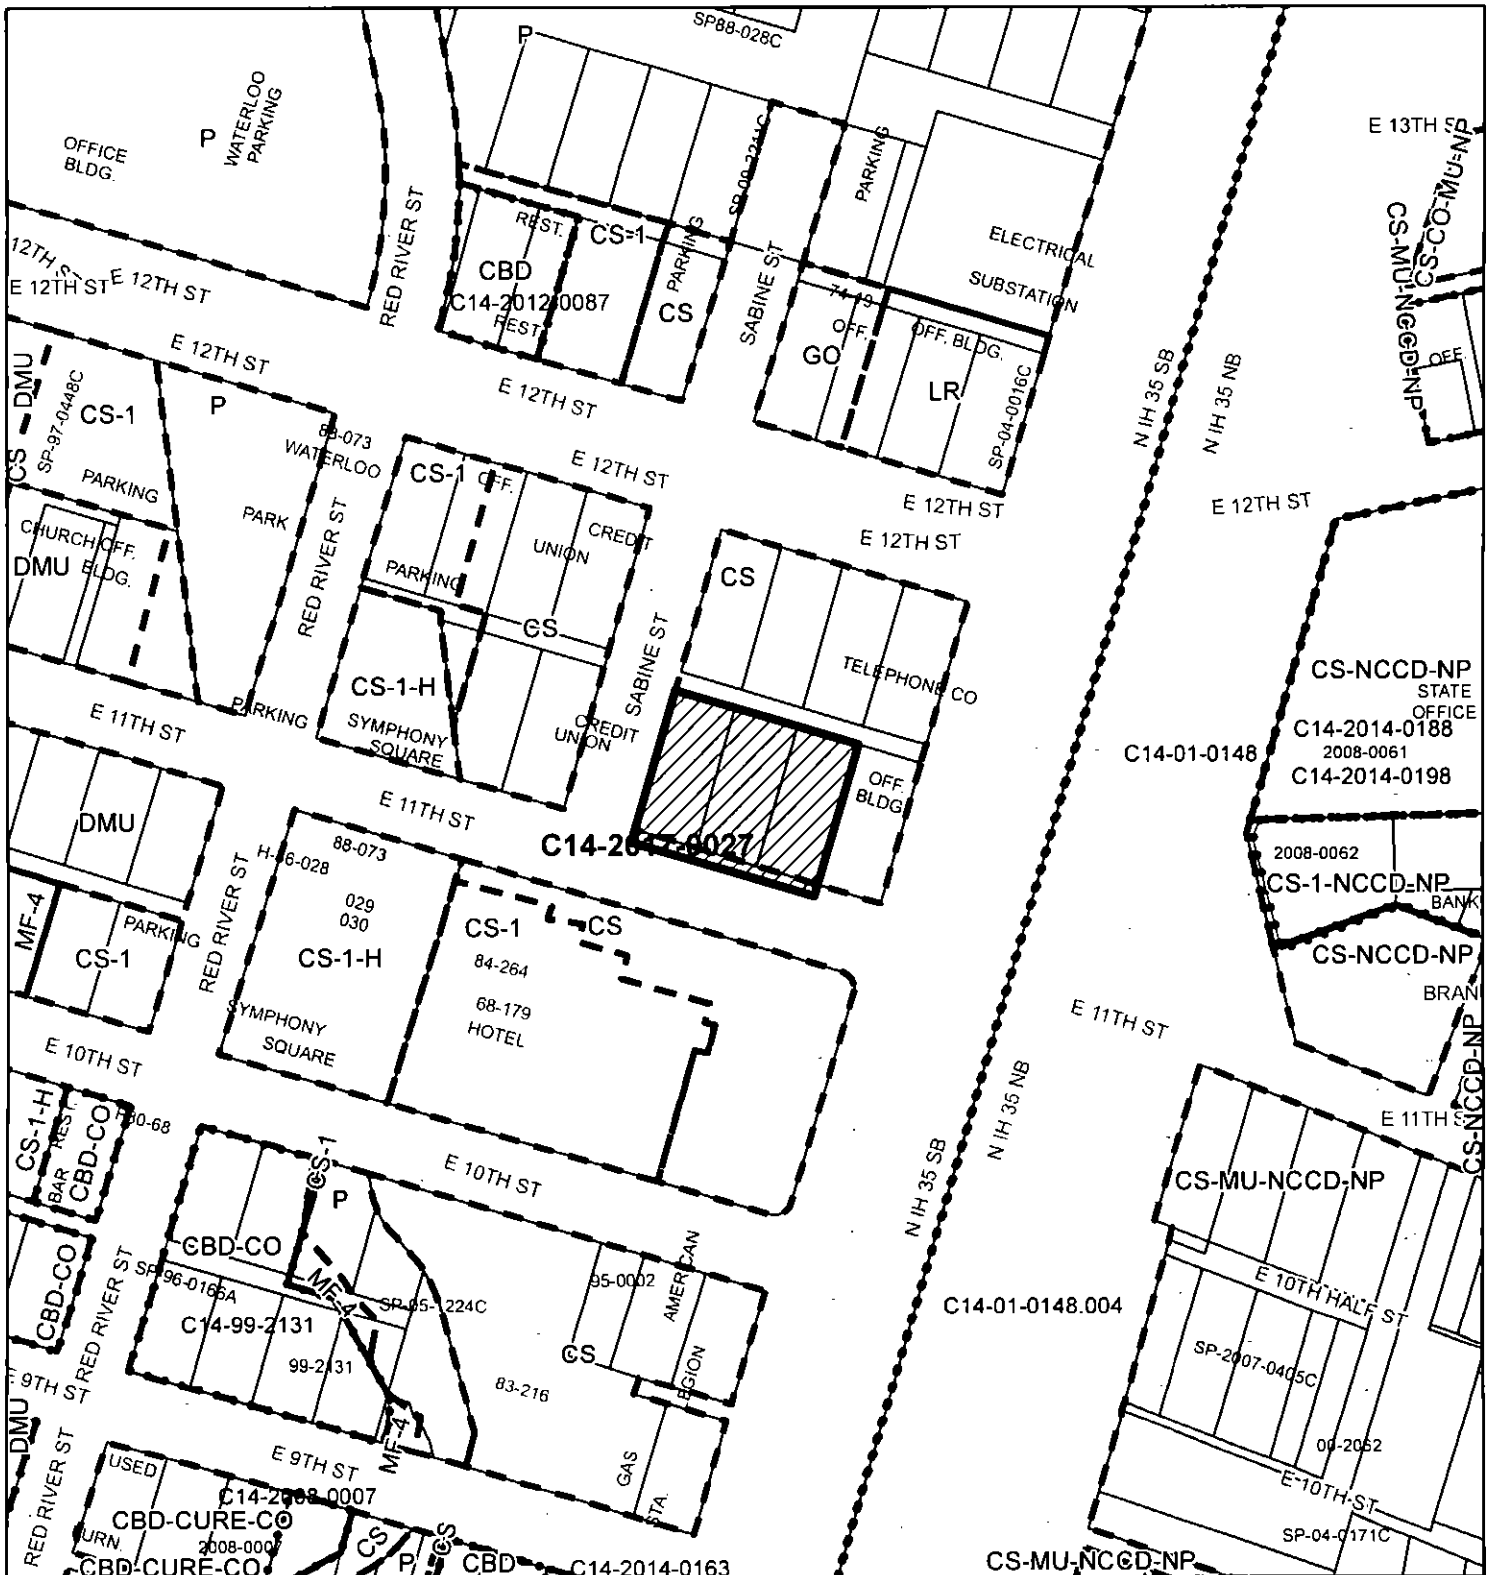 SP88-028C
P
WATERLOO
PARKING
P
OFFICE
BLDG.
E 13TH
PARKING
CS-CO-MU-NP
CS-MU-NCCD-NP
RED RIVER ST
REST.
CS-1
PARKING
SABINE ST
ELECTRICAL
SUBSTATION
12TH ST
E 12TH ST
E 12TH ST
CBD
C14-2012-0087
REST.
CS
74-19
OFF.
OFF. BLDG.
GO
LR
SP-04-0016C
N IH 35 SB
N IH 35 NB
OFF.
E 12TH ST
E 12TH ST
CS
DMU
SP-97-0448C
CS-1
P
88-073
WATERLOO
PARK
PARKING
CS-1
OFF.
E 12TH ST
E 12TH ST
E 12TH ST
E 12TH ST
CHURCH
OFF.
BLDG.
DMU
RED RIVER ST
UNION
CREDIT
PARKING
CS
CS
SABINE ST
TELEPHONE CO
CS-NCCD-NP
STATE
OFFICE
CS-1-H
SYMPHONY
SQUARE
CREDIT
UNION
PARKING
E 11TH ST
C14-01-0148
C14-2014-0188
2008-0061
C14-2014-0198
OFF.
BLDG
DMU
E 11TH ST
C14-2017-0027
88-073
029
030
RED RIVER ST
2008-0062
CS-1-NCCD-NP
BANK
MF-4
PARKING
CS-1
CS-1-H
CS-1
CS
84-264
68-179
HOTEL
CS-NCCD-NP
BRAN
SYMPHONY
SQUARE
E 11TH ST
E 10TH ST
N IH 35 NB
CS-NCCD-NP
E 11TH ST
CS-1-H
REST.
BAR
CBD-CO
CS-1
P
E 10TH ST
N IH 35 SB
CS-MU-NCCD-NP
CBD-CO
CBD-CO
RED RIVER ST
MF-4
95-0002
AMERICAN
E 10TH HALF ST
C14-99-2131
C14-01-0148.004
99-2131
CS
83-216
EGION
SP-2007-0405C
E 9TH ST
DMU
MF-4
00-2052
E 9TH ST
GAS
STA.
E 10TH ST
RED RIVER ST
USED
C14-2008-0007
CBD-CURE-CO
URN.
CS
CS
SP-04-0171C
CBD-CURE-CO
P
CBD
C14-2014-0163
CS-MU-NCCD-NP